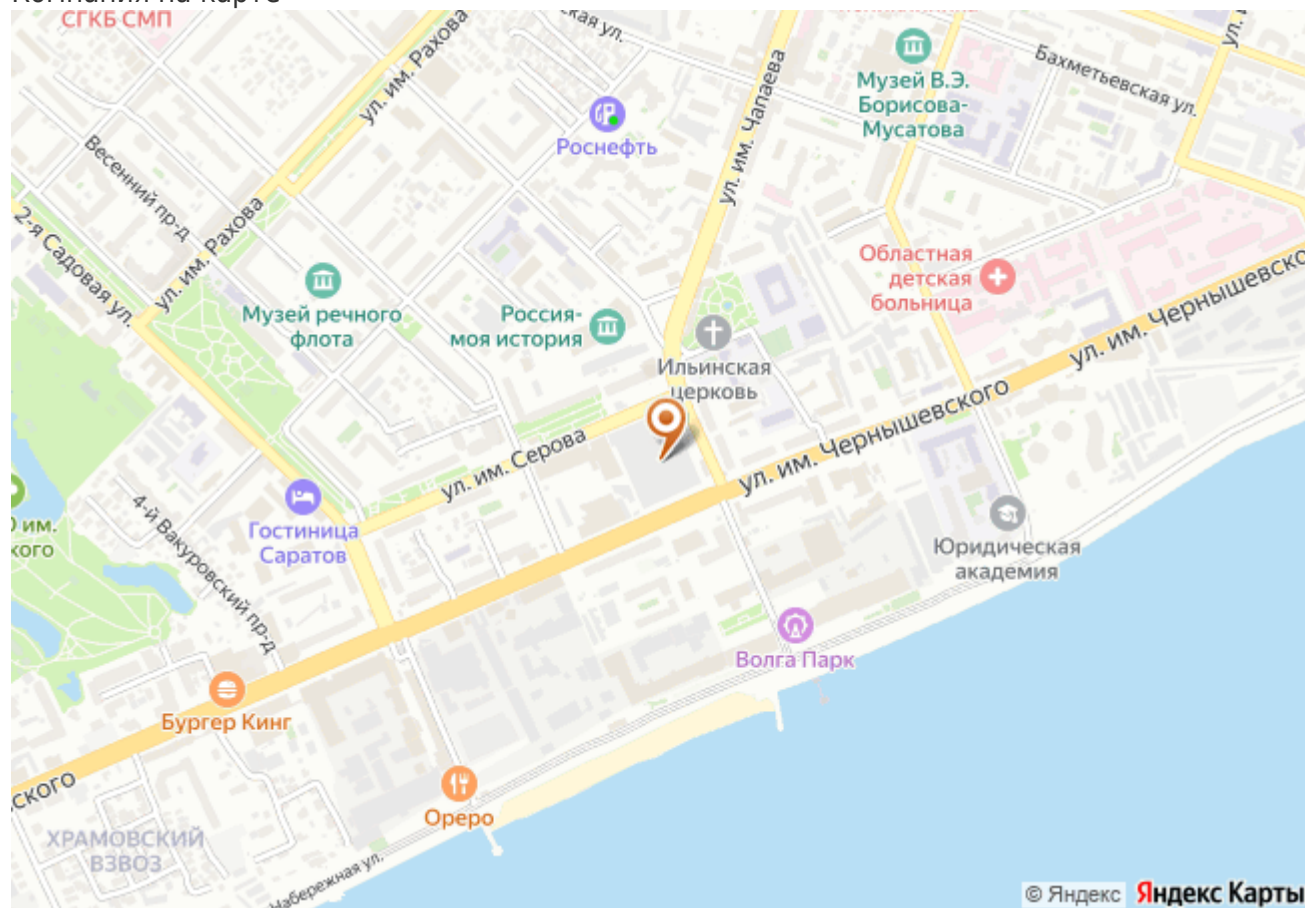 Компания на карте
СГКБ СМП
ул. им. Рахова
ская ул.
ул. им. Чапаева
Музей В.Э.
Борисова-
Мусатова
Бахметьевская ул.
Роснефть
Весенний пр-д
2-я Садовая ул.
ул. им. Рахова
Музей речного
флота
Россия-
моя история
Ильинская
церковь
Областная
детская
больница
ул. им. Чернышевского
ул. им. Чернышевского
ул. им. Серова
Гостиница
Саратов
О им.
кого
4-й Вакуровский пр-д
Юридическая
академия
Волга Парк
Бургер Кинг
Ореро
ского
ХРАМОВСКИЙ
ВЗВОЗ
Набережная ул.
© Яндекс Яндекс Карты